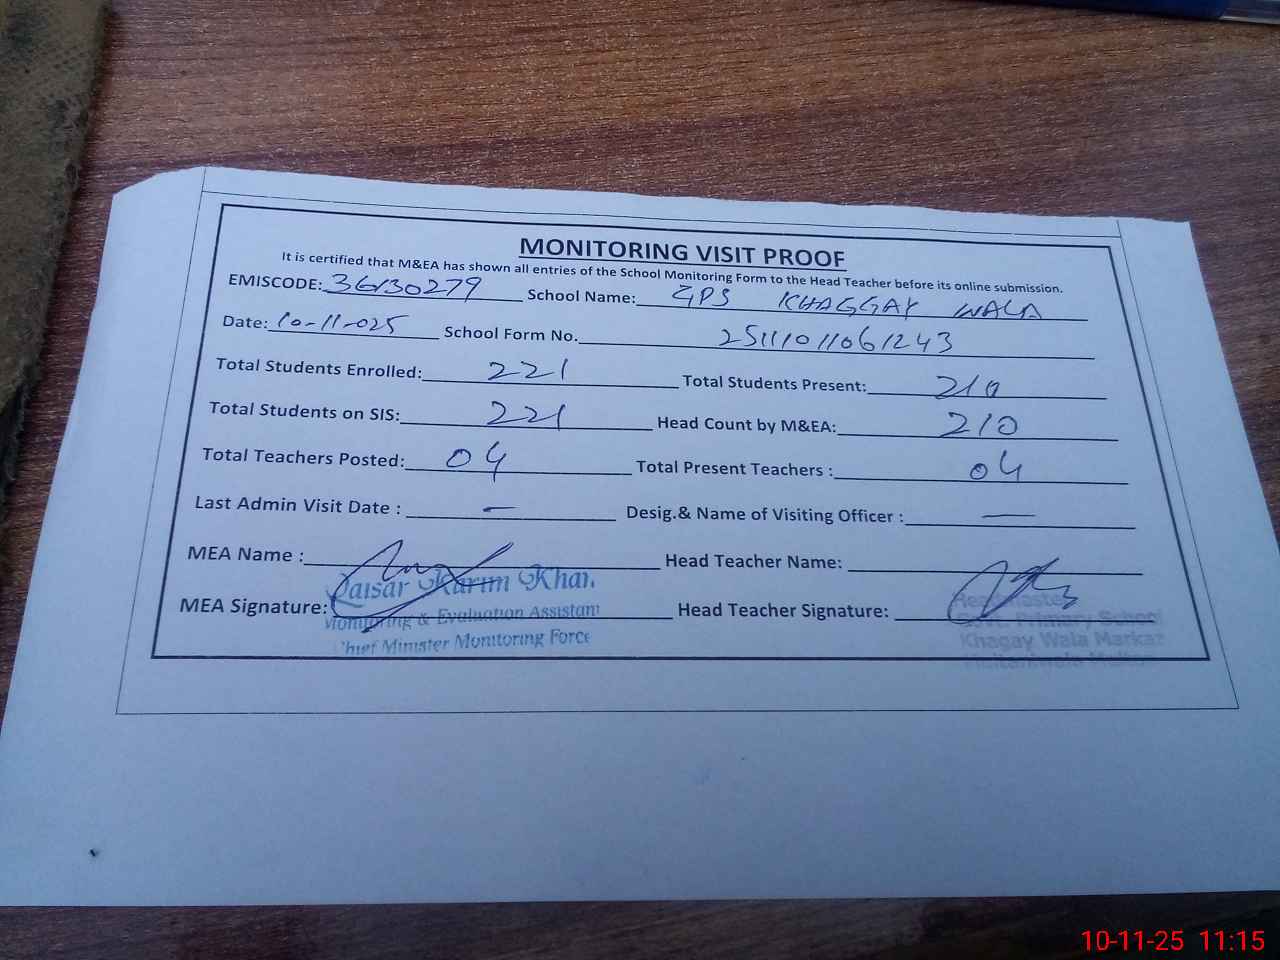 MONITORING VISIT PROOF
It is certified that M&EA has shown all entries of the School Monitoring Form to the Head Teacher before its online submission.
EMISCODE: 36130279 School Name: GPS KHAGGAY WALA
Date: 10-11-025 School Form No. 25111011061243
Total Students Enrolled: 221 Total Students Present: 210
Total Students on SIS: 221 Head Count by M&EA: 210
Total Teachers Posted: 04 Total Present Teachers : 04
Last Admin Visit Date : — Desig.& Name of Visiting Officer : —
MEA Name : Head Teacher Name:
Qaisar Karim Khan
MEA Signature: Head Teacher Signature:
Monitoring & Evaluation Assistant
Chief Minister Monitoring Force
Headmaster
Govt. Primary School
Khagay Wala Markaz
10-11-25 11:15